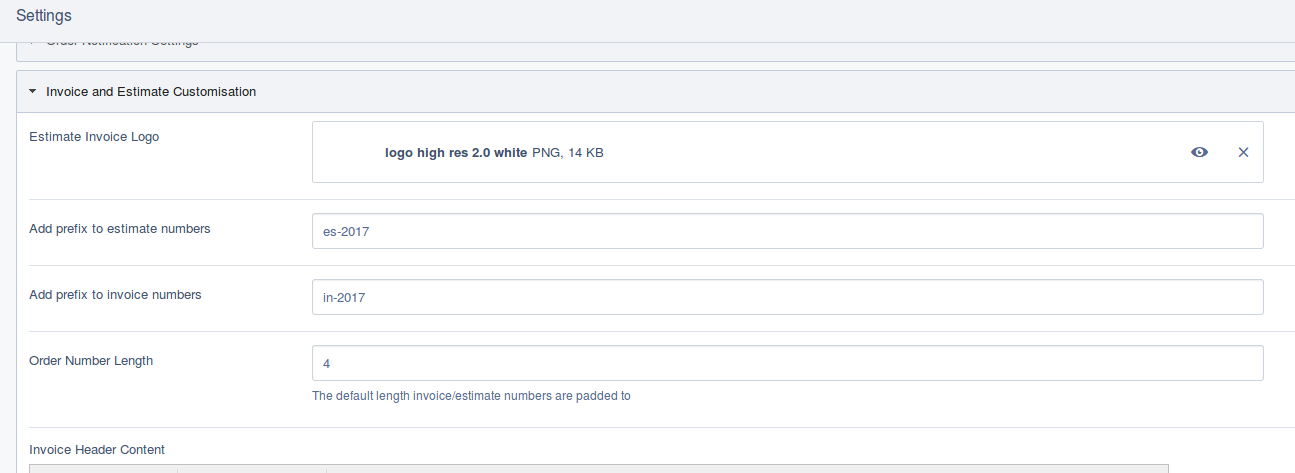 Settings
Order Notification Settings
Invoice and Estimate Customisation
Estimate Invoice Logo
logo high res 2.0 white PNG, 14 KB
Add prefix to estimate numbers
es-2017
Add prefix to invoice numbers
in-2017
Order Number Length
4
The default length invoice/estimate numbers are padded to
Invoice Header Content